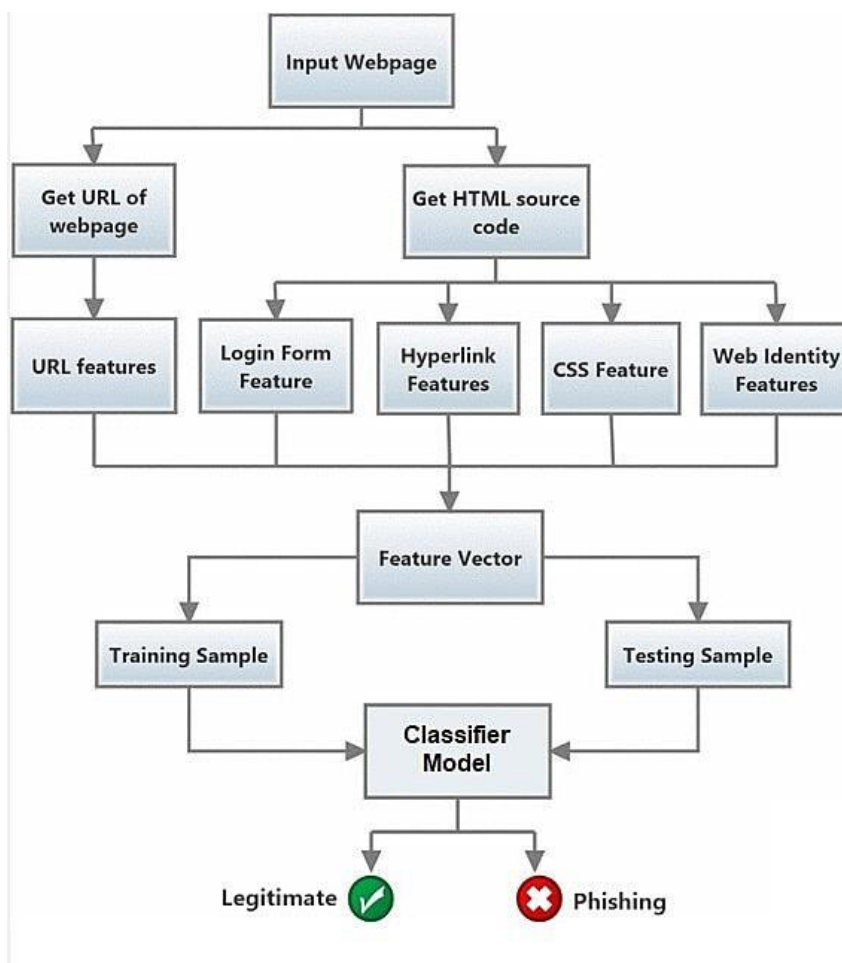 Input Webpage
Get URL of
webpage
Get HTML source
code
URL features
Login Form
Feature
Hyperlink
Features
CSS Feature
Web Identity
Features
Feature Vector
Training Sample
Testing Sample
Classifier
Model
Legitimate
Phishing